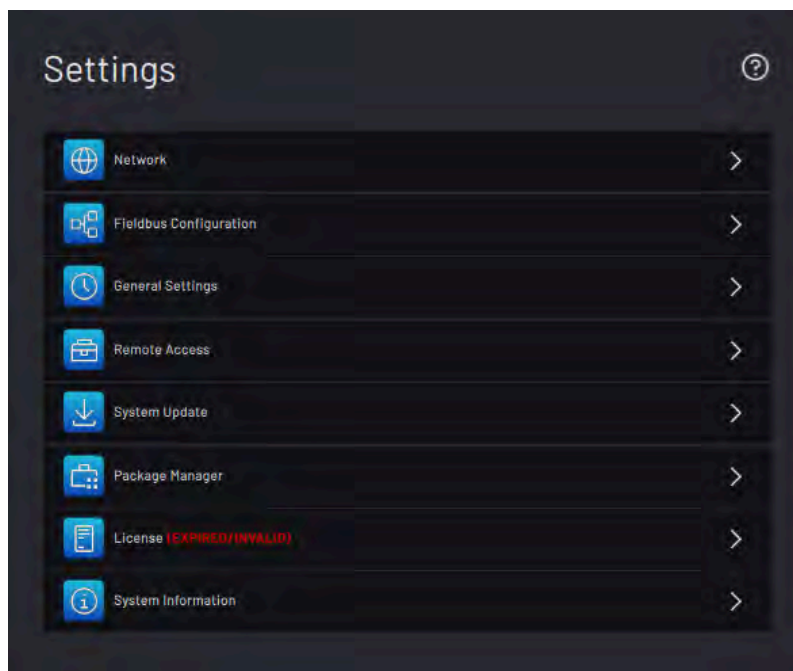 Settings
Network
Fieldbus Configuration
General Settings
Remote Access
System Update
Package Manager
License (EXPIRED/INVALID)
System Information